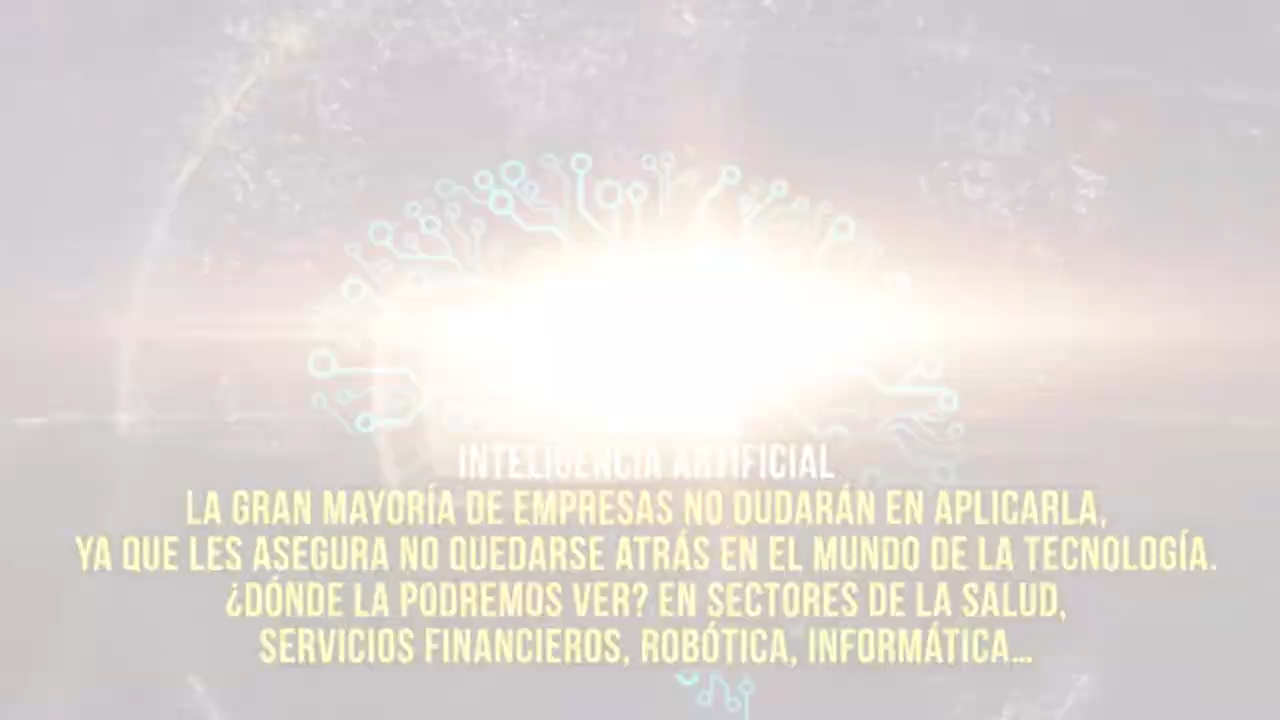 INTELIGENCIA ARTIFICIAL
LA GRAN MAYORÍA DE EMPRESAS NO DUDARÁN EN APLICARLA,
YA QUE LES ASEGURA NO QUEDARSE ATRÁS EN EL MUNDO DE LA TECNOLOGÍA.
¿DÓNDE LA PODREMOS VER? EN SECTORES DE LA SALUD,
SERVICIOS FINANCIEROS, ROBÓTICA, INFORMÁTICA...